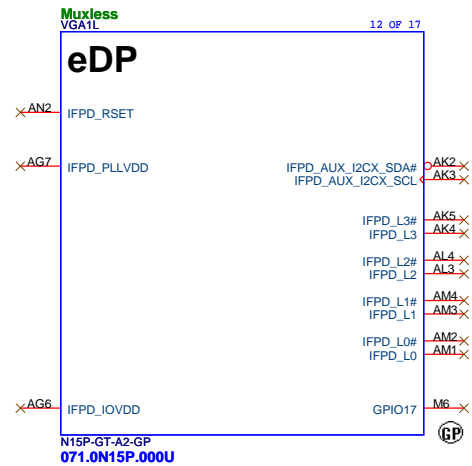 Muxless
VGA1L 12 OF 17
eDP
AN2 IFPD_RSET
AG7 IFPD_PLLVDD IFPD_AUX_I2CX_SDA# AK2
IFPD_AUX_I2CX_SCL AK3
IFPD_L3# AK5
IFPD_L3 AK4
IFPD_L2# AL4
IFPD_L2 AL3
IFPD_L1# AM4
IFPD_L1 AM3
IFPD_L0# AM2
IFPD_L0 AM1
AG6 IFPD_IOVDD GPIO17 M6
GP
N15P-GT-A2-GP
071.0N15P.000U